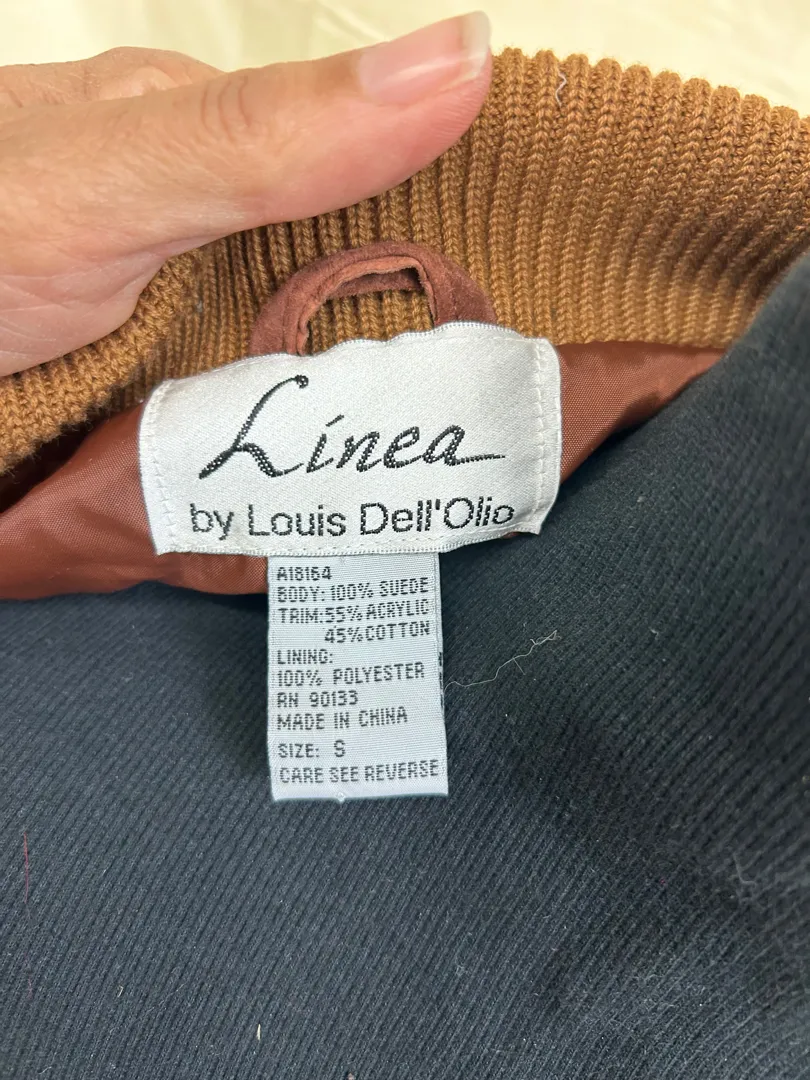 Linea
by Louis Dell'Olio
A18164
BODY: 100% SUEDE
TRIM:55% ACRYLIC
45%COTTON
LINING:
100% POLYESTER
RN 90133
MADE IN CHINA
SIZE: S
CARE SEE REVERSE